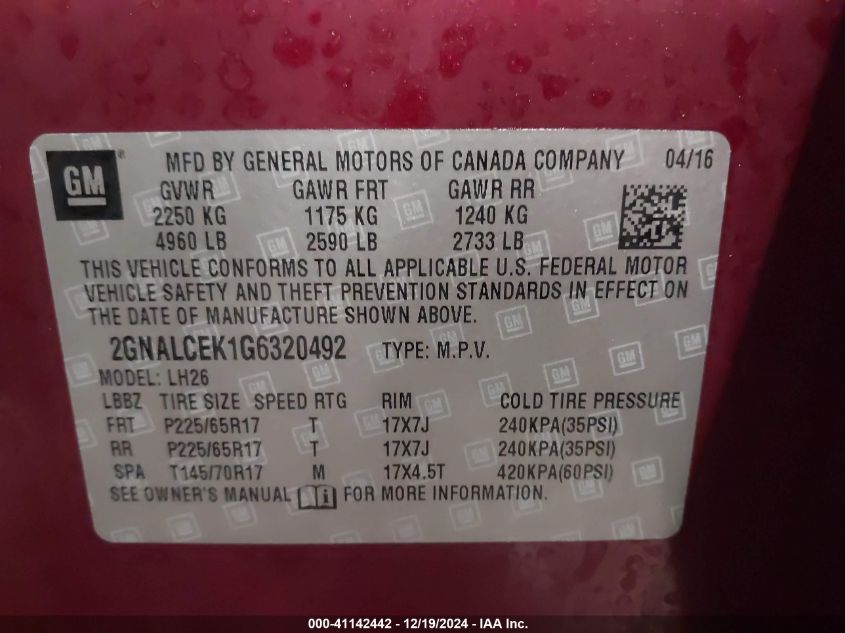 GM MFD BY GENERAL MOTORS OF CANADA COMPANY 04/16
GVWR GAWR FRT GAWR RR
2250 KG 1175 KG 1240 KG
4960 LB 2590 LB 2733 LB
THIS VEHICLE CONFORMS TO ALL APPLICABLE U.S. FEDERAL MOTOR
VEHICLE SAFETY AND THEFT PREVENTION STANDARDS IN EFFECT ON
THE DATE OF MANUFACTURE SHOWN ABOVE.
2GNALCEK1G6320492 TYPE: M.P.V.
MODEL: LH26
LBBZ TIRE SIZE SPEED RTG RIM COLD TIRE PRESSURE
FRT P225/65R17 T 17X7J 240KPA(35PSI)
RR P225/65R17 T 17X7J 240KPA(35PSI)
SPA T145/70R17 M 17X4.5T 420KPA(60PSI)
SEE OWNER'S MANUAL i FOR MORE INFORMATION.
000-41142442 - 12/19/2024 - IAA Inc.